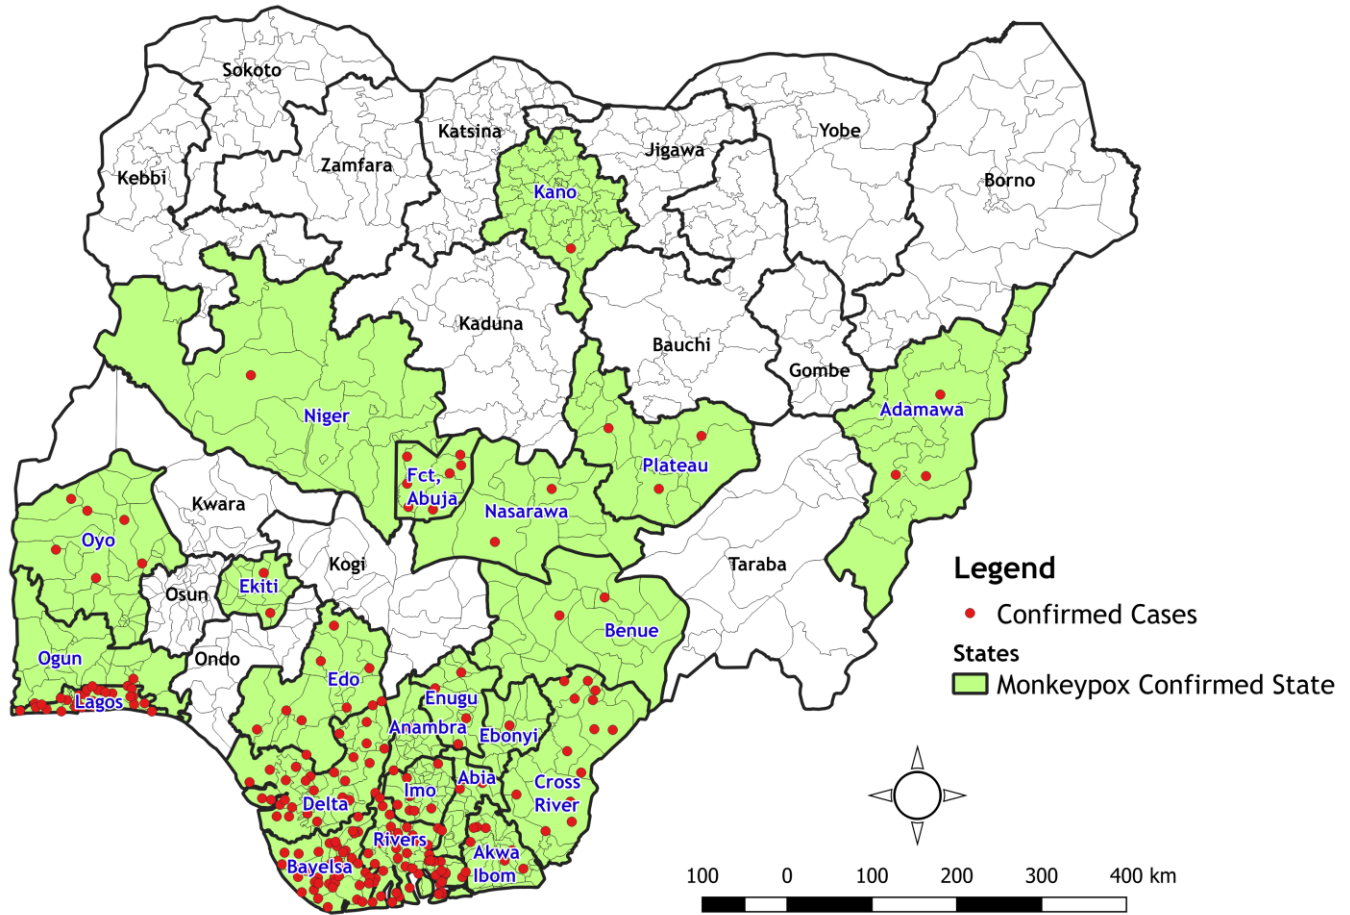 Sokoto
Katsina
Yobe
Jigawa
Zamfara
Kebbi
Borno
Kano
Kaduna
Bauchi
Gombe
Niger
Adamawa
Plateau
Fct,
Abuja
Kwara
Nasarawa
Oyo
Kogi
Taraba
Ekiti
Osun
Benue
Ogun
Ondo
Edo
Lagos
Enugu
Anambra
Ebonyi
Abia
Imo
Cross
River
Delta
Rivers
Bayelsa
Akwa
Ibom
Legend
Confirmed Cases
States
Monkeypox Confirmed State
100 0 100 200 300 400 km